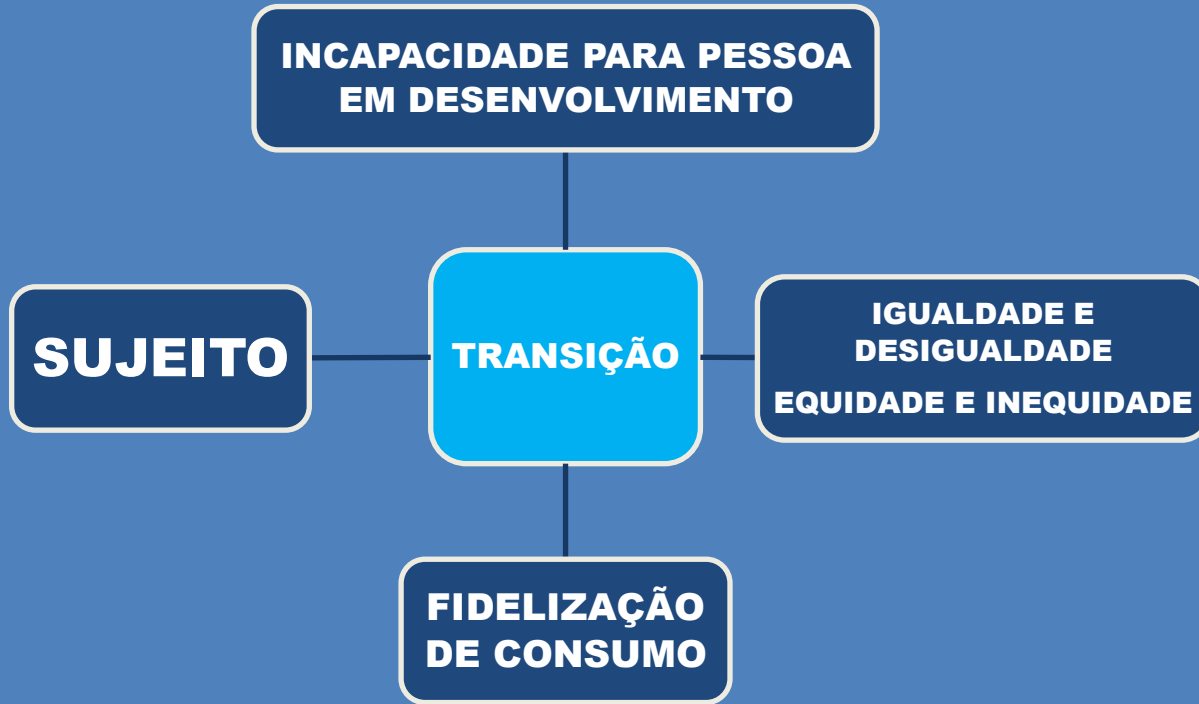 INCAPACIDADE PARA PESSOA
EM DESENVOLVIMENTO
SUJEITO
TRANSIÇÃO
IGUALDADE E
DESIGUALDADE
EQUIDADE E INEQUIDADE
FIDELIZAÇÃO
DE CONSUMO